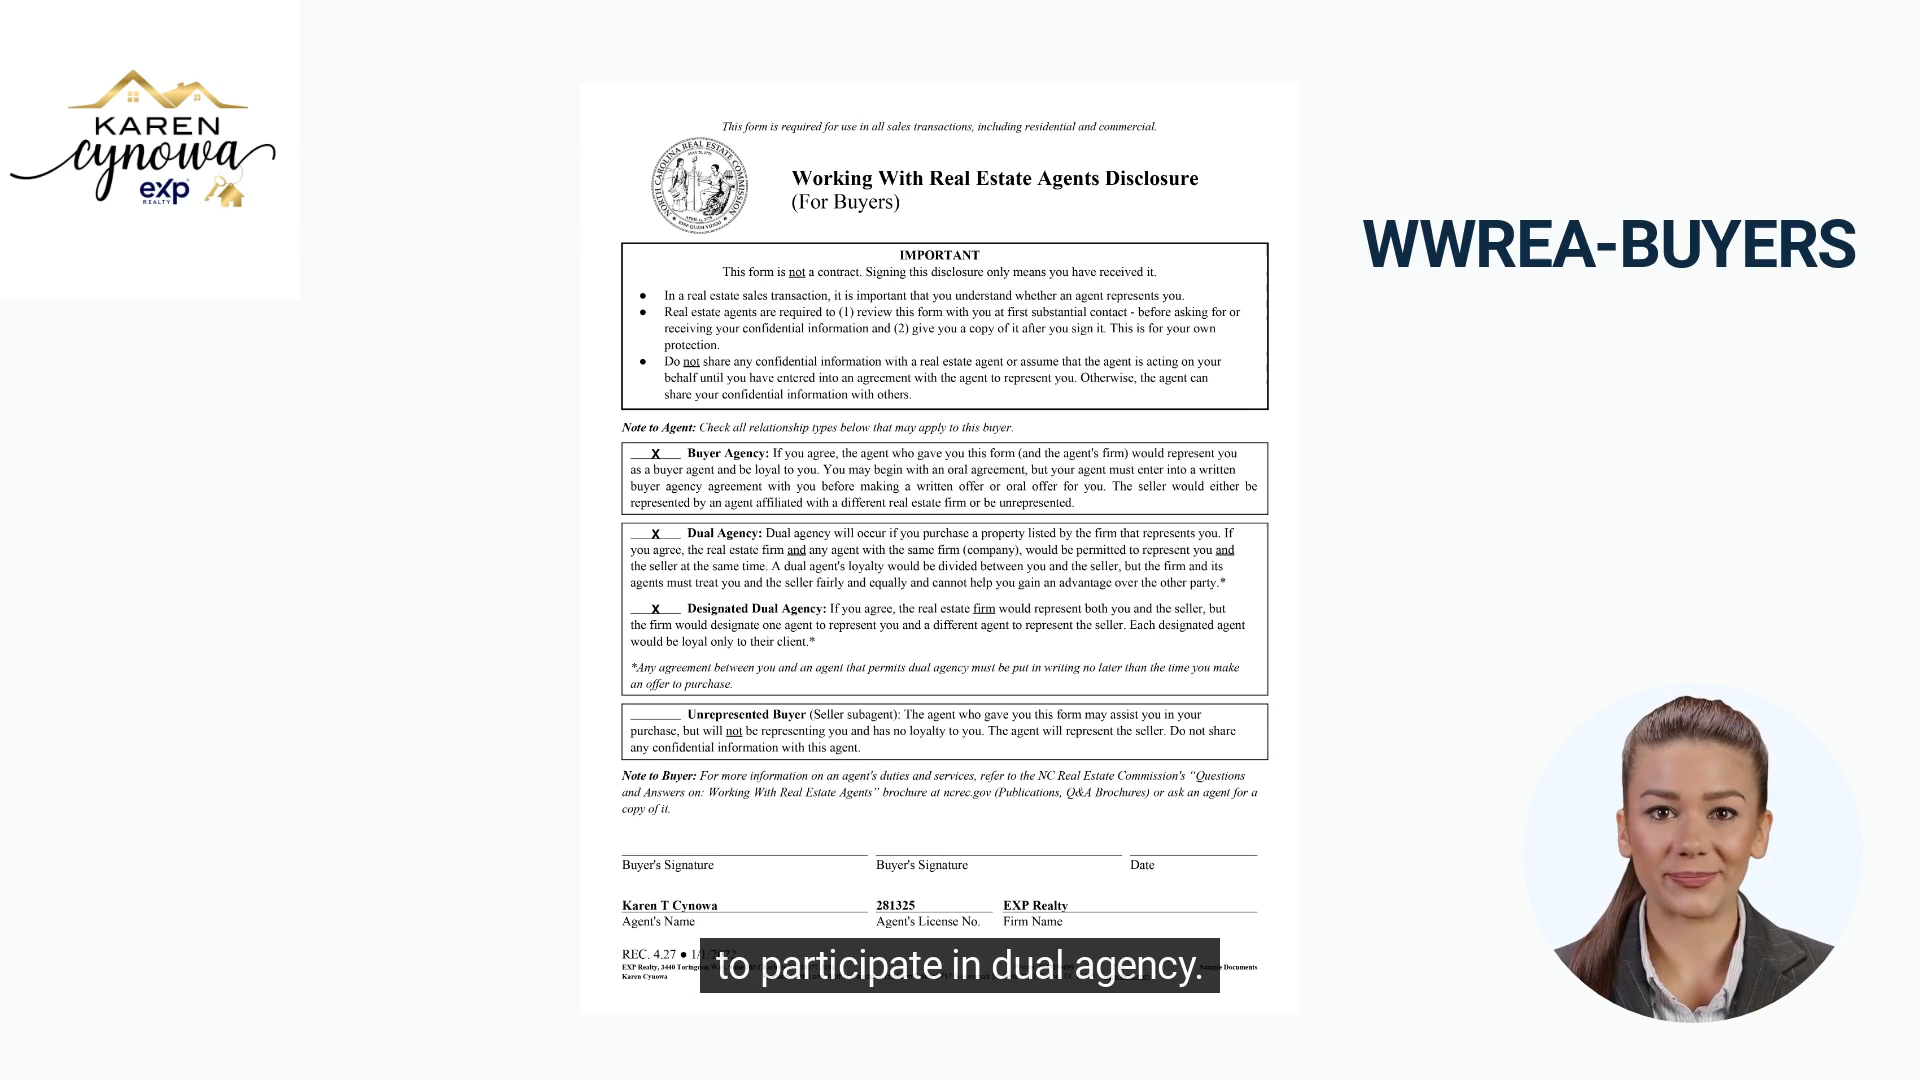 KAREN
cynowa
exp
REALTY
This form is required for use in all sales transactions, including residential and commercial.
NORTH CAROLINA REAL ESTATE COMMISSION
Working With Real Estate Agents Disclosure
(For Buyers)
WWREA-BUYERS
IMPORTANT
This form is not a contract. Signing this disclosure only means you have received it.
● In a real estate sales transaction, it is important that you understand whether an agent represents you.
● Real estate agents are required to (1) review this form with you at first substantial contact - before asking for or
receiving your confidential information and (2) give you a copy of it after you sign it. This is for your own
protection.
● Do not share any confidential information with a real estate agent or assume that the agent is acting on your
behalf until you have entered into an agreement with the agent to represent you. Otherwise, the agent can
share your confidential information with others.
Note to Agent: Check all relationship types below that may apply to this buyer.
X Buyer Agency: If you agree, the agent who gave you this form (and the agent's firm) would represent you
as a buyer agent and be loyal to you. You may begin with an oral agreement, but your agent must enter into a written
buyer agency agreement with you before making a written offer or oral offer for you. The seller would either be
represented by an agent affiliated with a different real estate firm or be unrepresented.
X Dual Agency: Dual agency will occur if you purchase a property listed by the firm that represents you. If
you agree, the real estate firm and any agent with the same firm (company), would be permitted to represent you and
the seller at the same time. A dual agent's loyalty would be divided between you and the seller, but the firm and its
agents must treat you and the seller fairly and equally and cannot help you gain an advantage over the other party.*
X Designated Dual Agency: If you agree, the real estate firm would represent both you and the seller, but
the firm would designate one agent to represent you and a different agent to represent the seller. Each designated agent
would be loyal only to their client.*
*Any agreement between you and an agent that permits dual agency must be put in writing no later than the time you make
an offer to purchase.
Unrepresented Buyer (Seller subagent): The agent who gave you this form may assist you in your
purchase, but will not be representing you and has no loyalty to you. The agent will represent the seller. Do not share
any confidential information with this agent.
Note to Buyer: For more information on an agent's duties and services, refer to the NC Real Estate Commission's “Questions
and Answers on: Working With Real Estate Agents” brochure at ncrec.gov (Publications, Q&A Brochures) or ask an agent for a
copy of it.
Buyer's Signature Buyer's Signature Date
Karen T Cynowa 281325 EXP Realty
Agent's Name Agent's License No. Firm Name
REC. 4.27 ● 1/1/2022
EXP Realty, 3440 Toringdon
Karen Cynowa
Sample Documents
to participate in dual agency.